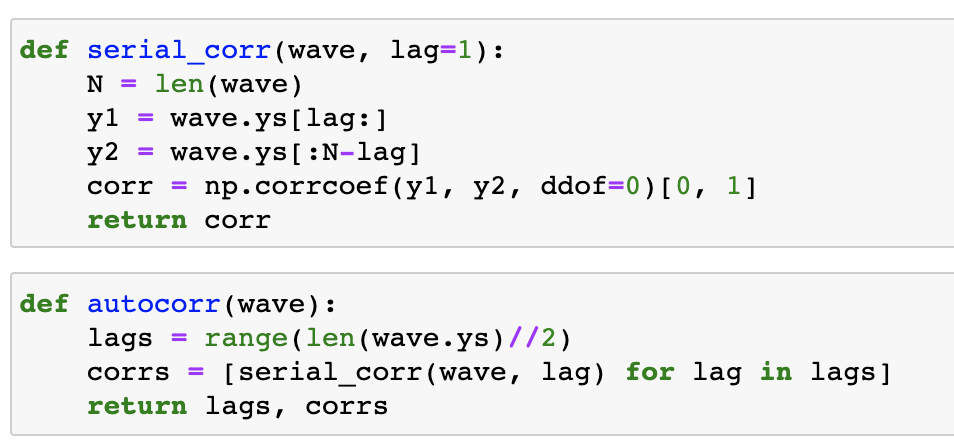 def serial_corr(wave, lag=1):
    N = len(wave)
    y1 = wave.ys[lag:]
    y2 = wave.ys[:N-lag]
    corr = np.corrcoef(y1, y2, ddof=0)[0, 1]
    return corr
def autocorr(wave):
    lags = range(len(wave.ys)//2)
    corrs = [serial_corr(wave, lag) for lag in lags]
    return lags, corrs